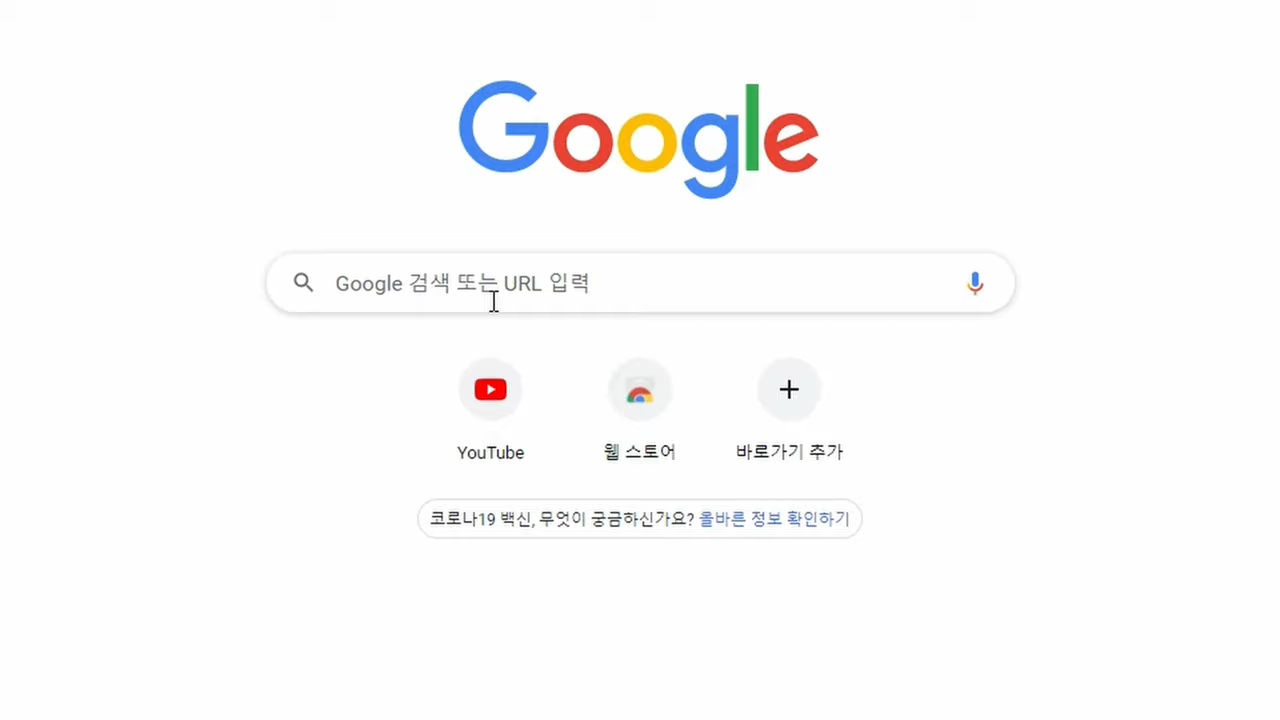 Google
Google 검색 또는 URL 입력
YouTube
웹 스토어
바로가기 추가
코로나19 백신, 무엇이 궁금하신가요? 올바른 정보 확인하기